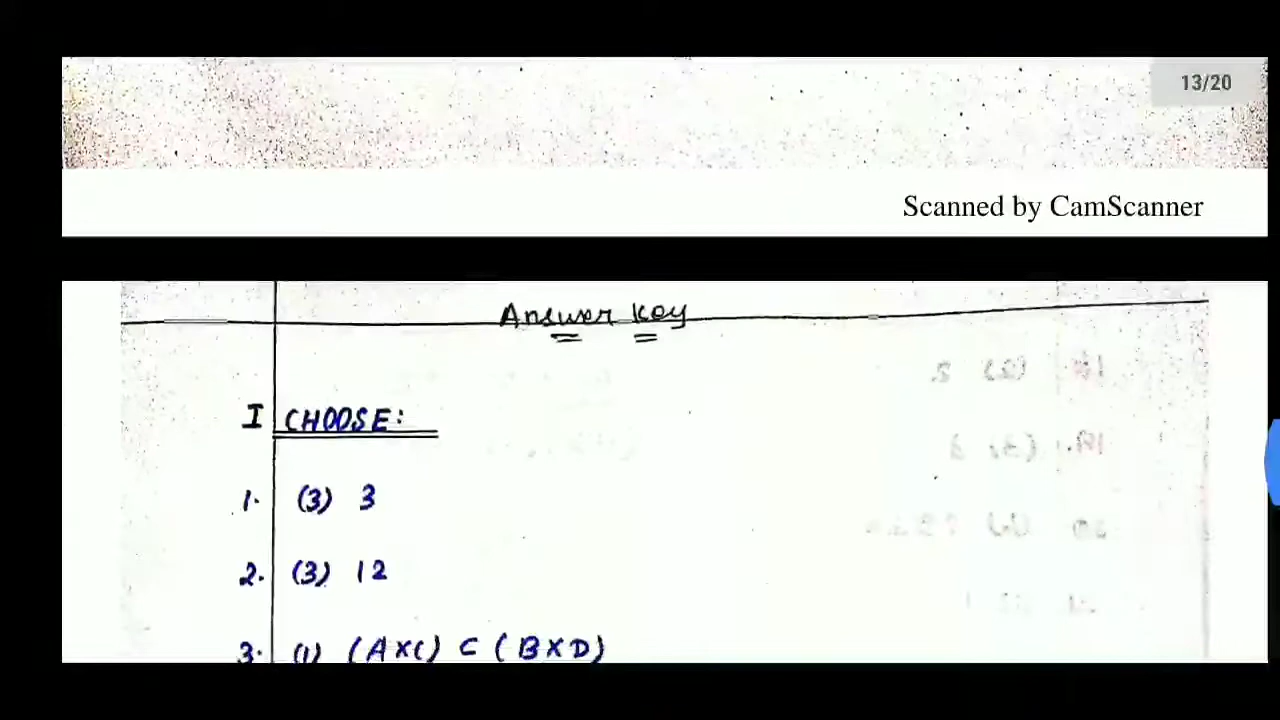 13/20
Scanned by CamScanner
Answer Key
I CHOOSE:
1. (3) 3
2. (3) 12
3. (1) (A×C) ⊂ (B×D)